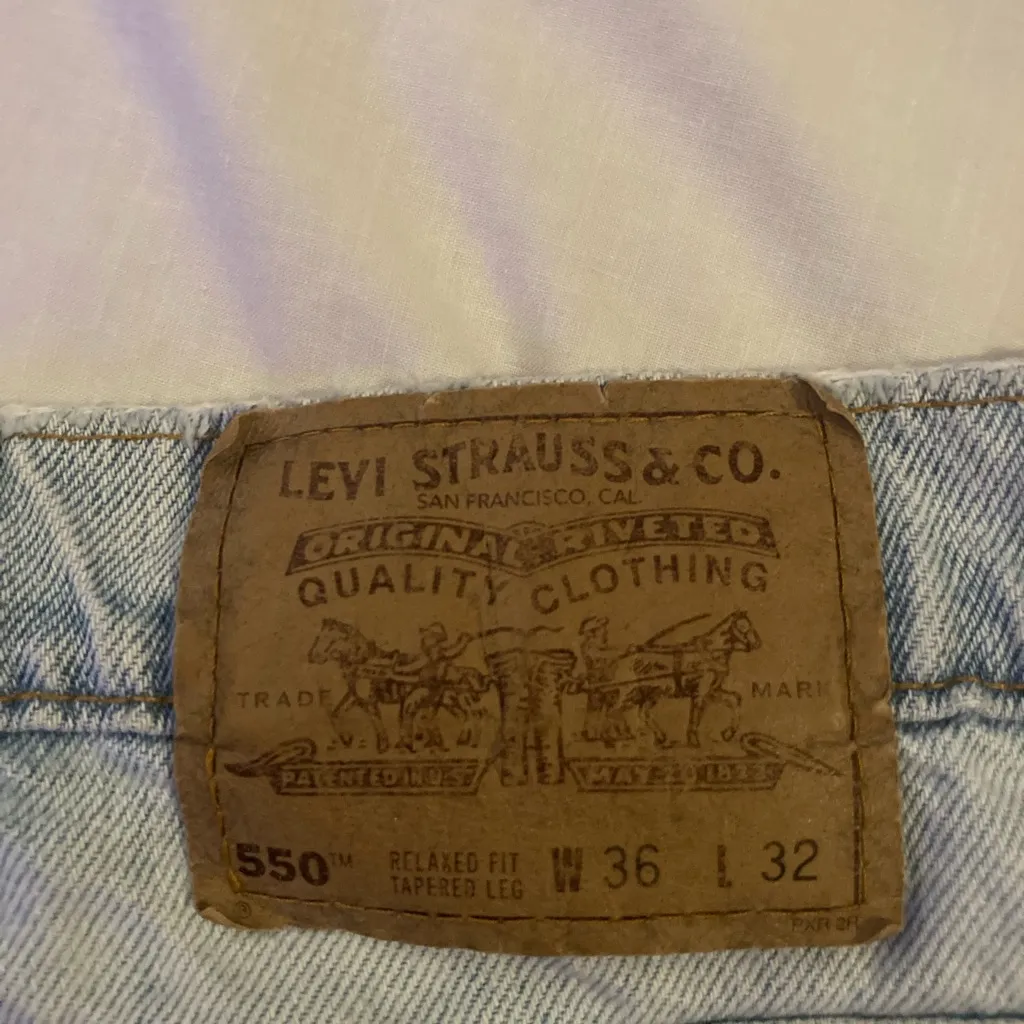 LEVI STRAUSS & CO.
SAN FRANCISCO, CAL.
ORIGINAL RIVETED
QUALITY CLOTHING
TRADE MARK
PATENTED IN U.S. MAY 20 1873
550™ RELAXED FIT W 36 L 32
TAPERED LEG
®